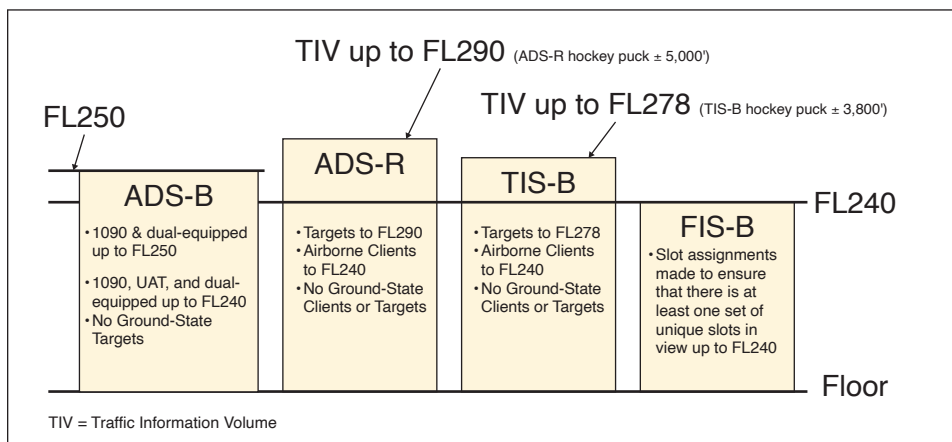 TIV up to FL290 (ADS-R hockey puck ± 5,000')
TIV up to FL278 (TIS-B hockey puck ± 3,800')
FL250
ADS-B
• 1090 & dual-equipped
up to FL250
• 1090, UAT, and dual-
equipped up to FL240
• No Ground-State
Targets
ADS-R
• Targets to FL290
• Airborne Clients
to FL240
• No Ground-State
Clients or Targets
TIS-B
• Targets to FL278
• Airborne Clients
to FL240
• No Ground-State
Clients or Targets
FL240
FIS-B
• Slot assignments
made to ensure
that there is at
least one set of
unique slots in
view up to FL240
Floor
TIV = Traffic Information Volume